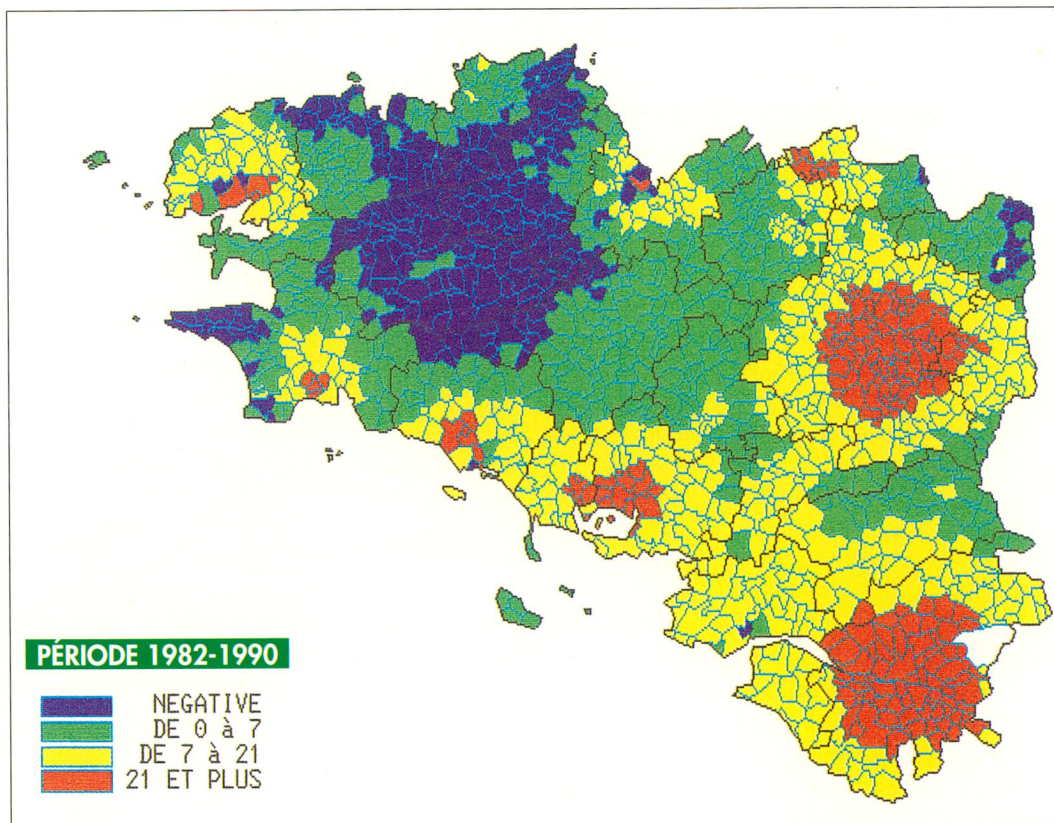 PÉRIODE 1982-1990
NEGATIVE
DE 0 à 7
DE 7 à 21
21 ET PLUS